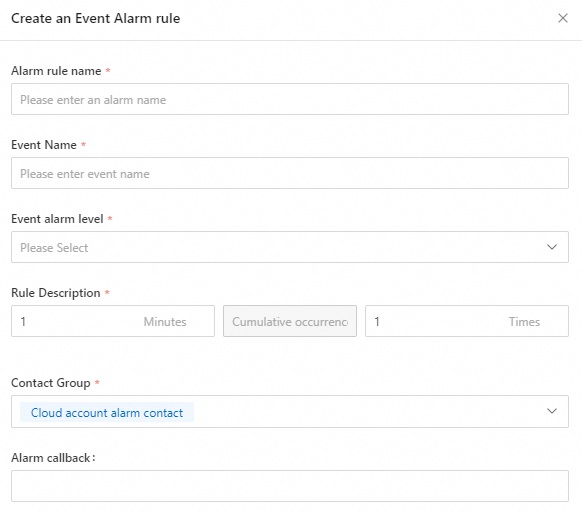 Create an Event Alarm rule
Alarm rule name *
Please enter an alarm name
Event Name *
Please enter event name
Event alarm level *
Please Select
Rule Description *
1 Minutes Cumulative occurrenc 1 Times
Contact Group *
Cloud account alarm contact
Alarm callback: